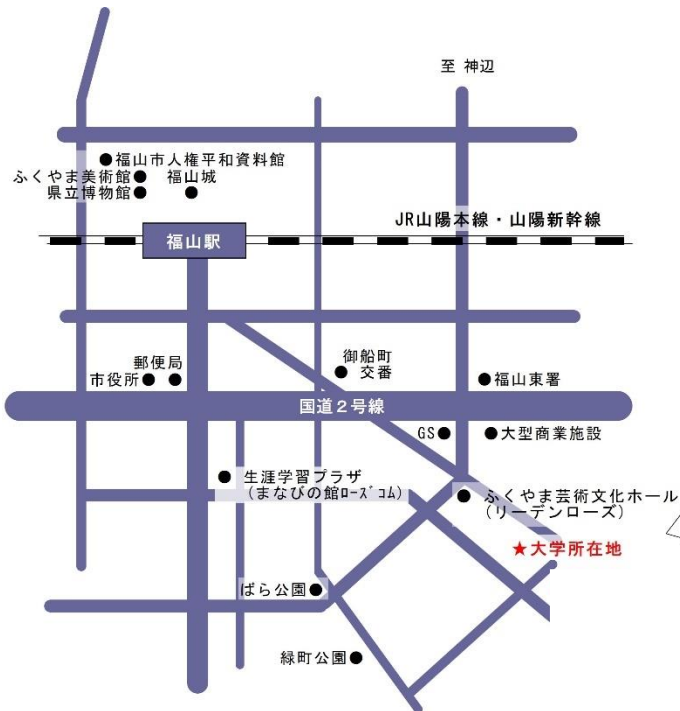 至 神辺
●福山市人権平和資料館
ふくやま美術館● 福山城
県立博物館● ●
JR山陽本線・山陽新幹線
福山駅
御船町
● 交番
郵便局
市役所● ●
●福山東署
国道２号線
GS● ●大型商業施設
● 生涯学習プラザ
(まなびの館ﾛｰｽﾞｺﾑ)
● ふくやま芸術文化ホール
(リーデンローズ)
★大学所在地
ばら公園●
緑町公園●